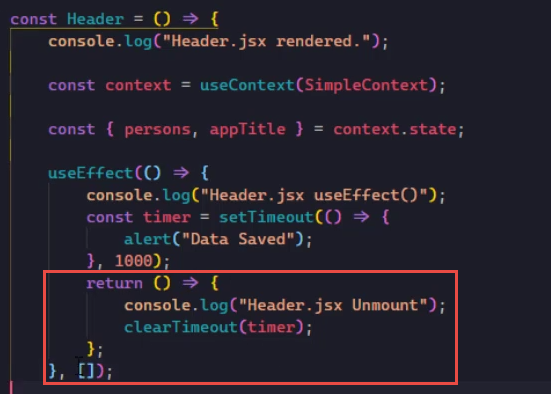 const Header = () => {
console.log("Header.jsx rendered.");
const context = useContext(SimpleContext);
const { persons, appTitle } = context.state;
useEffect(() => {
console.log("Header.jsx useEffect()");
const timer = setTimeout(() => {
alert("Data Saved");
}, 1000);
return () => {
console.log("Header.jsx Unmount");
clearTimeout(timer);
};
}, []);